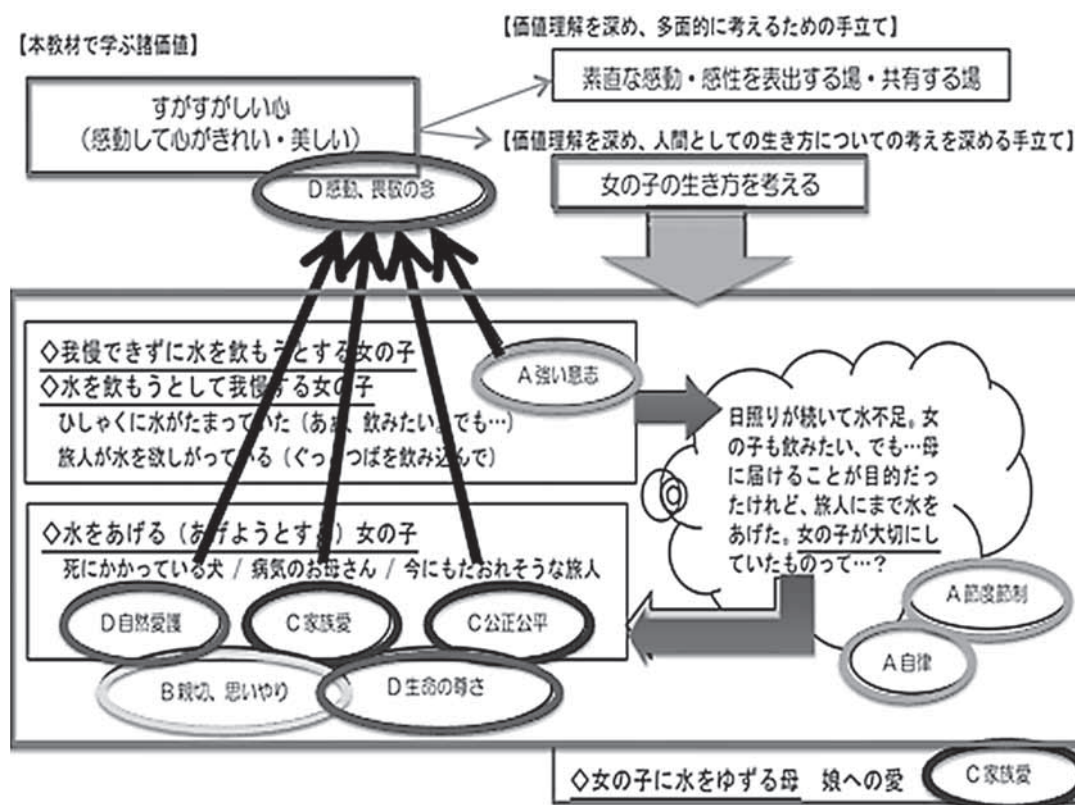 【価値理解を深め、多面的に考えるための手立て】
【本教材で学ぶ諸価値】
素直な感動・感性を表出する場・共有する場
すがすがしい心
(感動して心がきれい・美しい)
【価値理解を深め、人間としての生き方についての考えを深める手立て】
D 感動、畏敬の念
女の子の生き方を考える
◇我慢できずに水を飲もうとする女の子
◇水を飲もうとして我慢する女の子
A 強い意志
ひしゃくに水がたまっていた(あぁ、飲みたい。でも…)
旅人が水を欲しがっている(ぐっとつばを飲み込んで)
日照りが続いて水不足。女
の子も飲みたい、でも…母
に届けることが目的だっ
たけれど、旅人にまで水を
あげた。女の子が大切にし
ていたものって…?
◇水をあげる(あげようとする)女の子
死にかかっている犬 / 病気のお母さん / 今にもたおれそうな旅人
D 自然愛護
C 家族愛
C 公正公平
B 親切、思いやり
D 生命の尊さ
A 節度節制
A 自律
◇女の子に水をゆずる母 娘への愛
C 家族愛